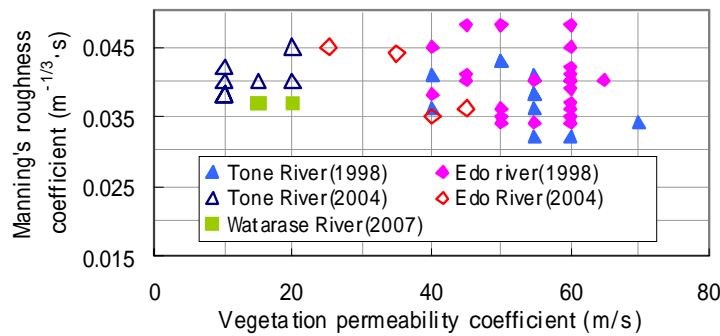 Manning's roughness
coefficient (m^-1/3·s)
0.045
0.035
0.025
0.015
Tone River(1998)
Edo river(1998)
Tone River(2004)
Edo River(2004)
Watarase River(2007)
0 20 40 60 80
Vegetation permeability coefficient (m/s)